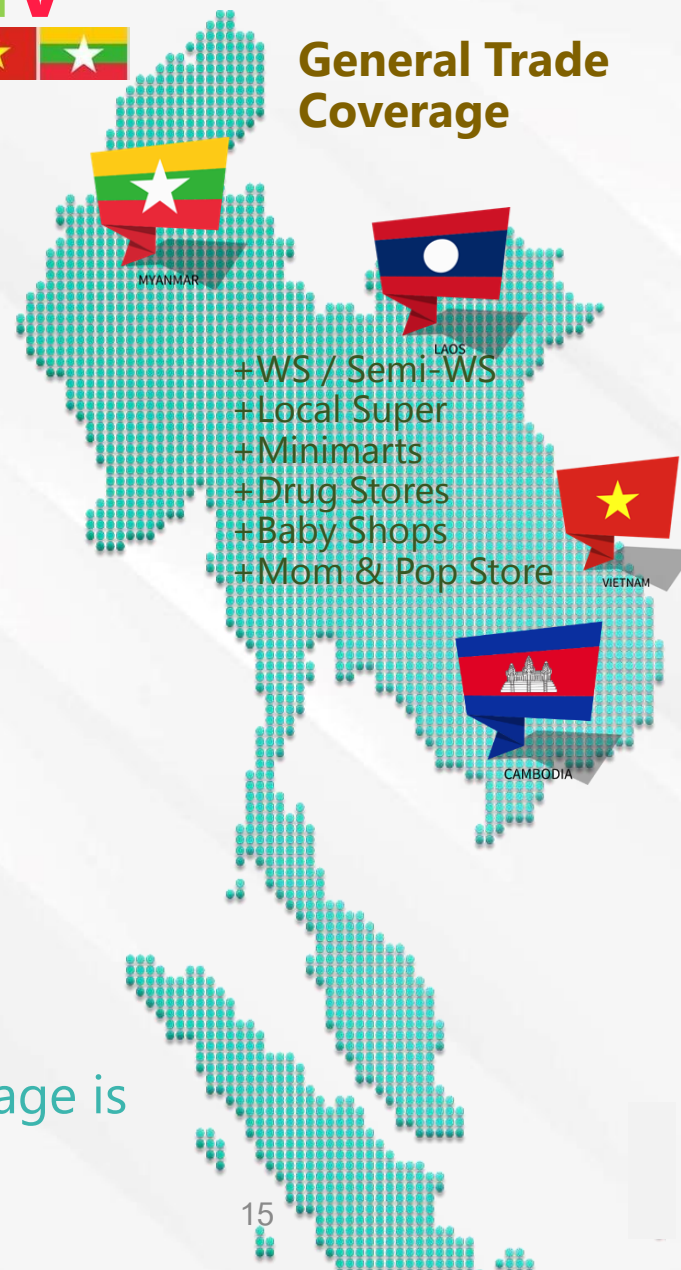 V
General Trade
Coverage
MYANMAR
LAOS
+WS / Semi-WS
+Local Super
+Minimarts
+Drug Stores
+Baby Shops
+Mom & Pop Store
VIETNAM
CAMBODIA
age is
15